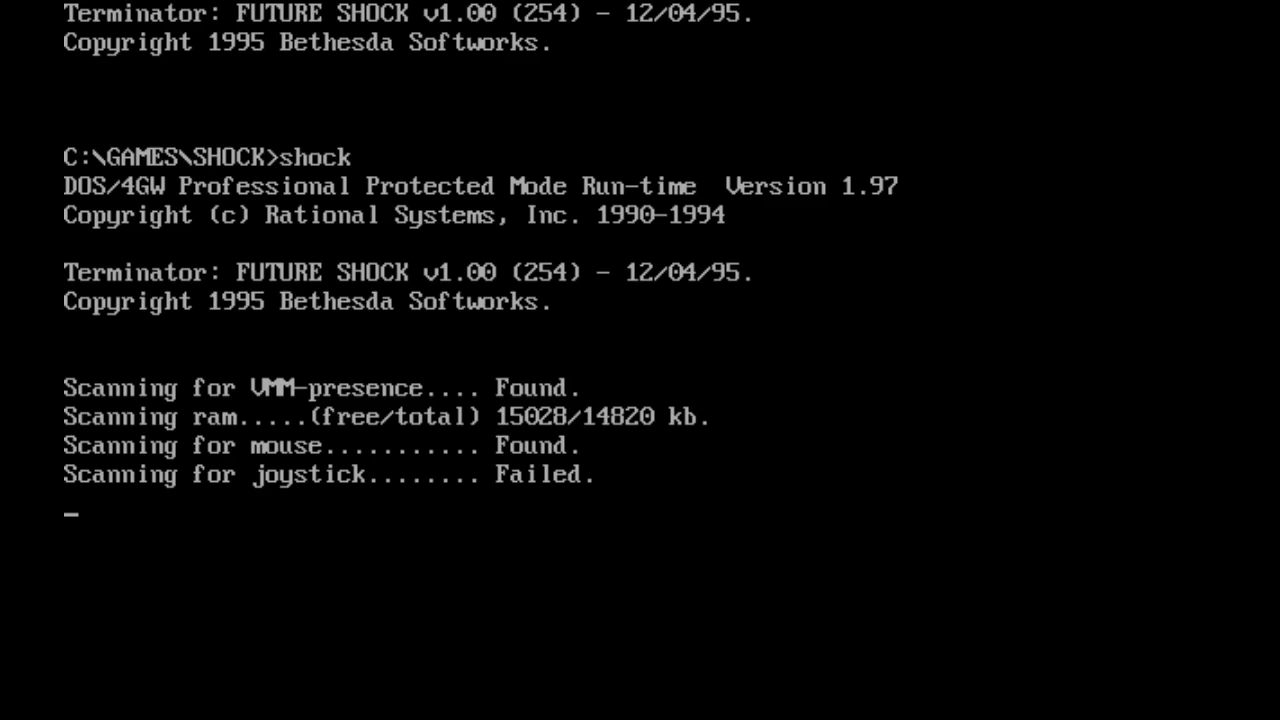 Terminator: FUTURE SHOCK v1.00 (254) - 12/04/95.
Copyright 1995 Bethesda Softworks.
C:\GAMES\SHOCK>shock
DOS/4GW Professional Protected Mode Run-time  Version 1.97
Copyright (c) Rational Systems, Inc. 1990-1994
Terminator: FUTURE SHOCK v1.00 (254) - 12/04/95.
Copyright 1995 Bethesda Softworks.
Scanning for VMM-presence.... Found.
Scanning ram.....(free/total) 15028/14820 kb.
Scanning for mouse........... Found.
Scanning for joystick........ Failed.